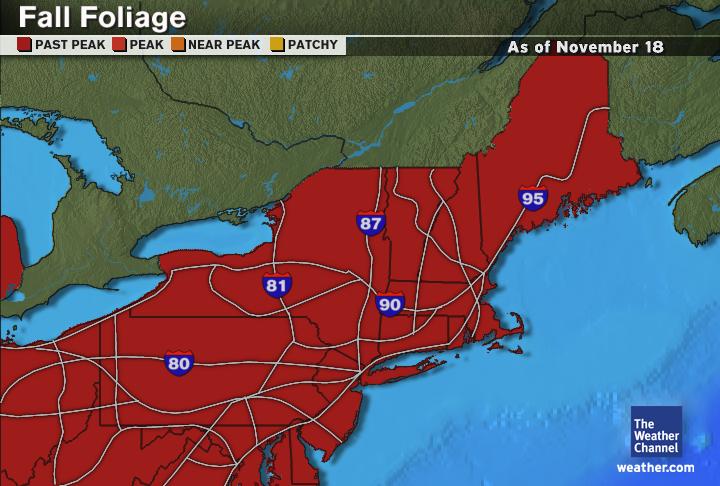 Fall Foliage
PAST PEAK PEAK NEAR PEAK PATCHY
As of November 18
95
87
81
90
80
The
Weather
Channel
weather.com